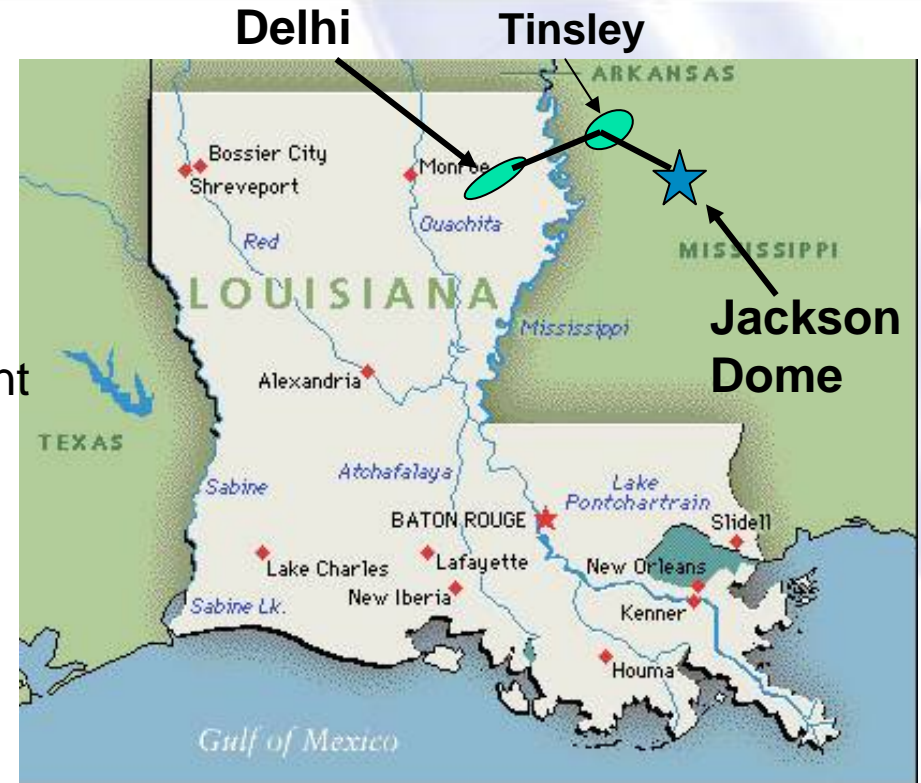 Delhi
Tinsley
ARKANSAS
Bossier City
Shreveport
Monroe
Ouachita
Red
MISSISSIPPI
LOUISIANA
Mississippi
Jackson
Dome
nt
Alexandria
TEXAS
Sabine
Atchafalaya
Lake
Pontchartrain
BATON ROUGE
Slidell
Lake Charles
Lafayette
New Orleans
New Iberia
Kenner
Sabine Lk.
Houma
Gulf of Mexico